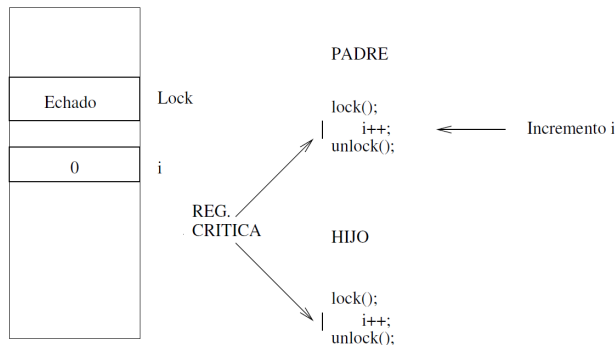 Echado
Lock
0
i
PADRE
lock();
i++;
unlock();
Incremento i
REG.
CRITICA
HIJO
lock();
i++;
unlock();